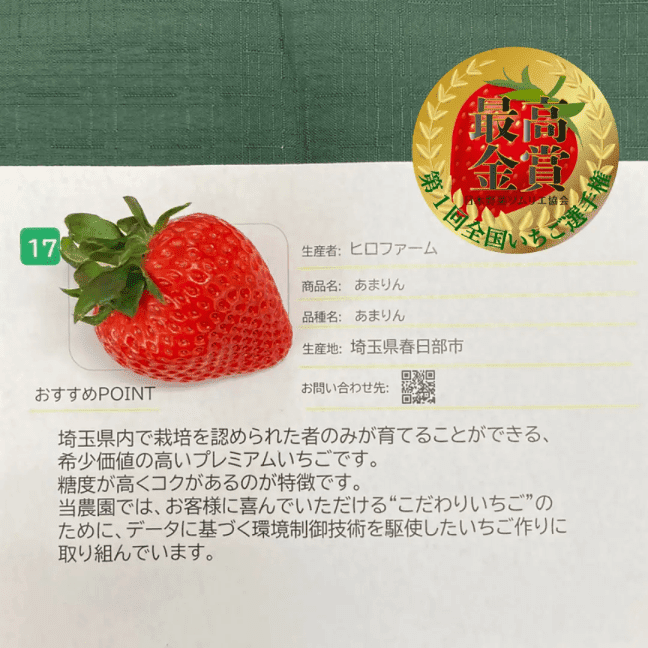 最高
金賞
日本野菜ソムリエ協会
第1回全国いちご選手権
17
生産者: ヒロファーム
商品名: あまりん
品種名: あまりん
生産地: 埼玉県春日部市
お問い合わせ先:
おすすめPOINT
埼玉県内で栽培を認められた者のみが育てることができる、
希少価値の高いプレミアムいちごです。
糖度が高くコクがあるのが特徴です。
当農園では、お客様に喜んでいただける“こだわりいちご”の
ために、データに基づく環境制御技術を駆使したいちご作りに
取り組んでいます。